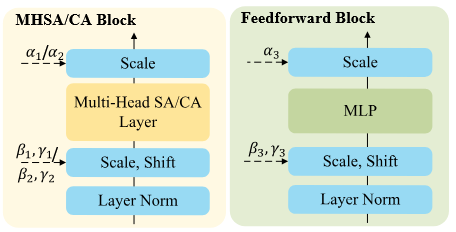 MHSA/CA Block
α₁/α₂
Scale
Multi-Head SA/CA
Layer
β₁, γ₁/
β₂, γ₂
Scale, Shift
Layer Norm
Feedforward Block
α₃
Scale
MLP
β₃, γ₃
Scale, Shift
Layer Norm